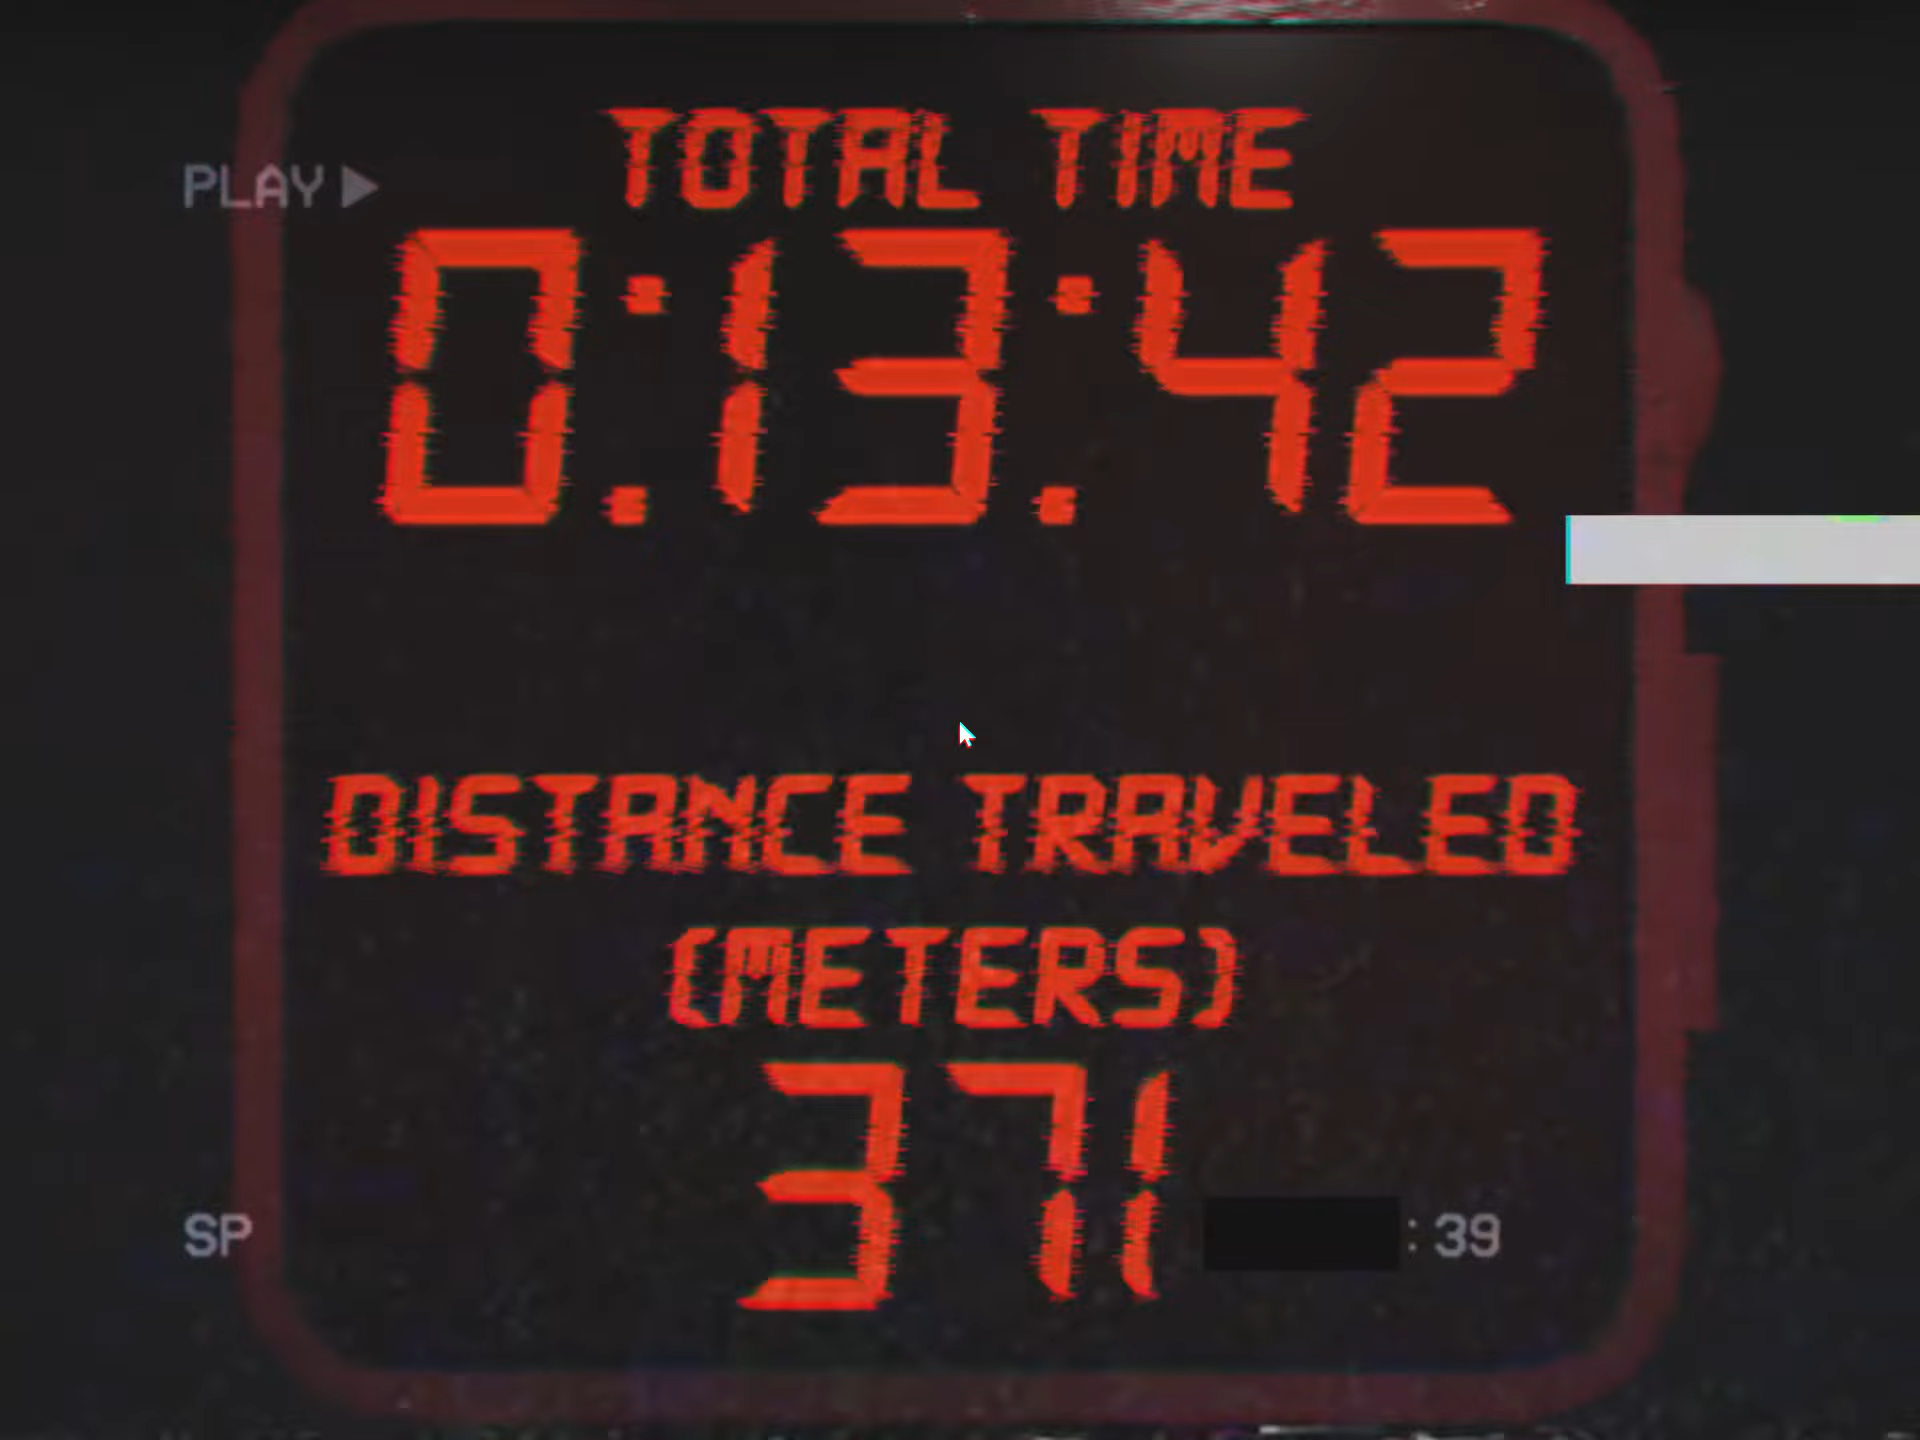 TOTAL TIME
PLAY
0:13:42
DISTANCE TRAVELED
(METERS)
371
SP
: 39